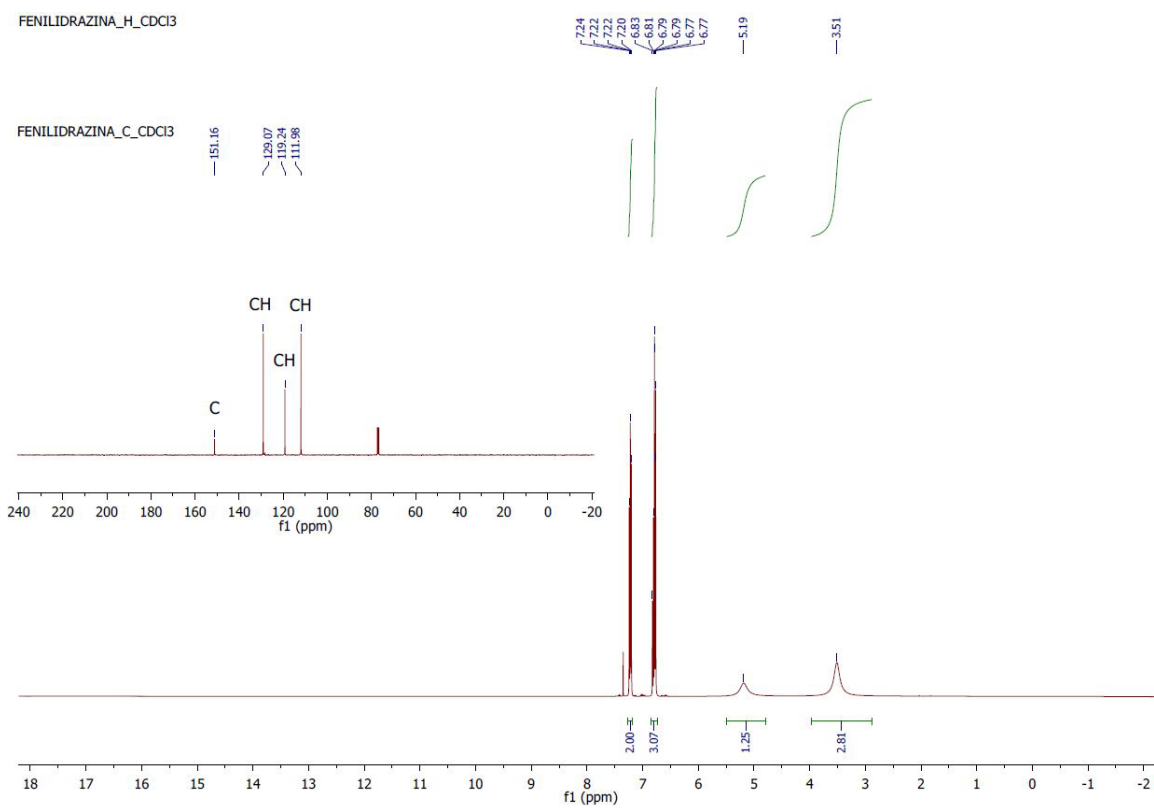 FENILIDRAZINA_H_CDCl3
7.24
7.22
7.22
7.20
6.83
6.81
6.79
6.79
6.77
6.77
5.19
3.51
FENILIDRAZINA_C_CDCl3
151.16
129.07
119.24
111.98
CH CH
CH
C
240 220 200 180 160 140 120 100 80 60 40 20 0 -20
f1 (ppm)
2.00
3.07
1.25
2.81
18 17 16 15 14 13 12 11 10 9 8 7 6 5 4 3 2 1 0 -1 -2
f1 (ppm)